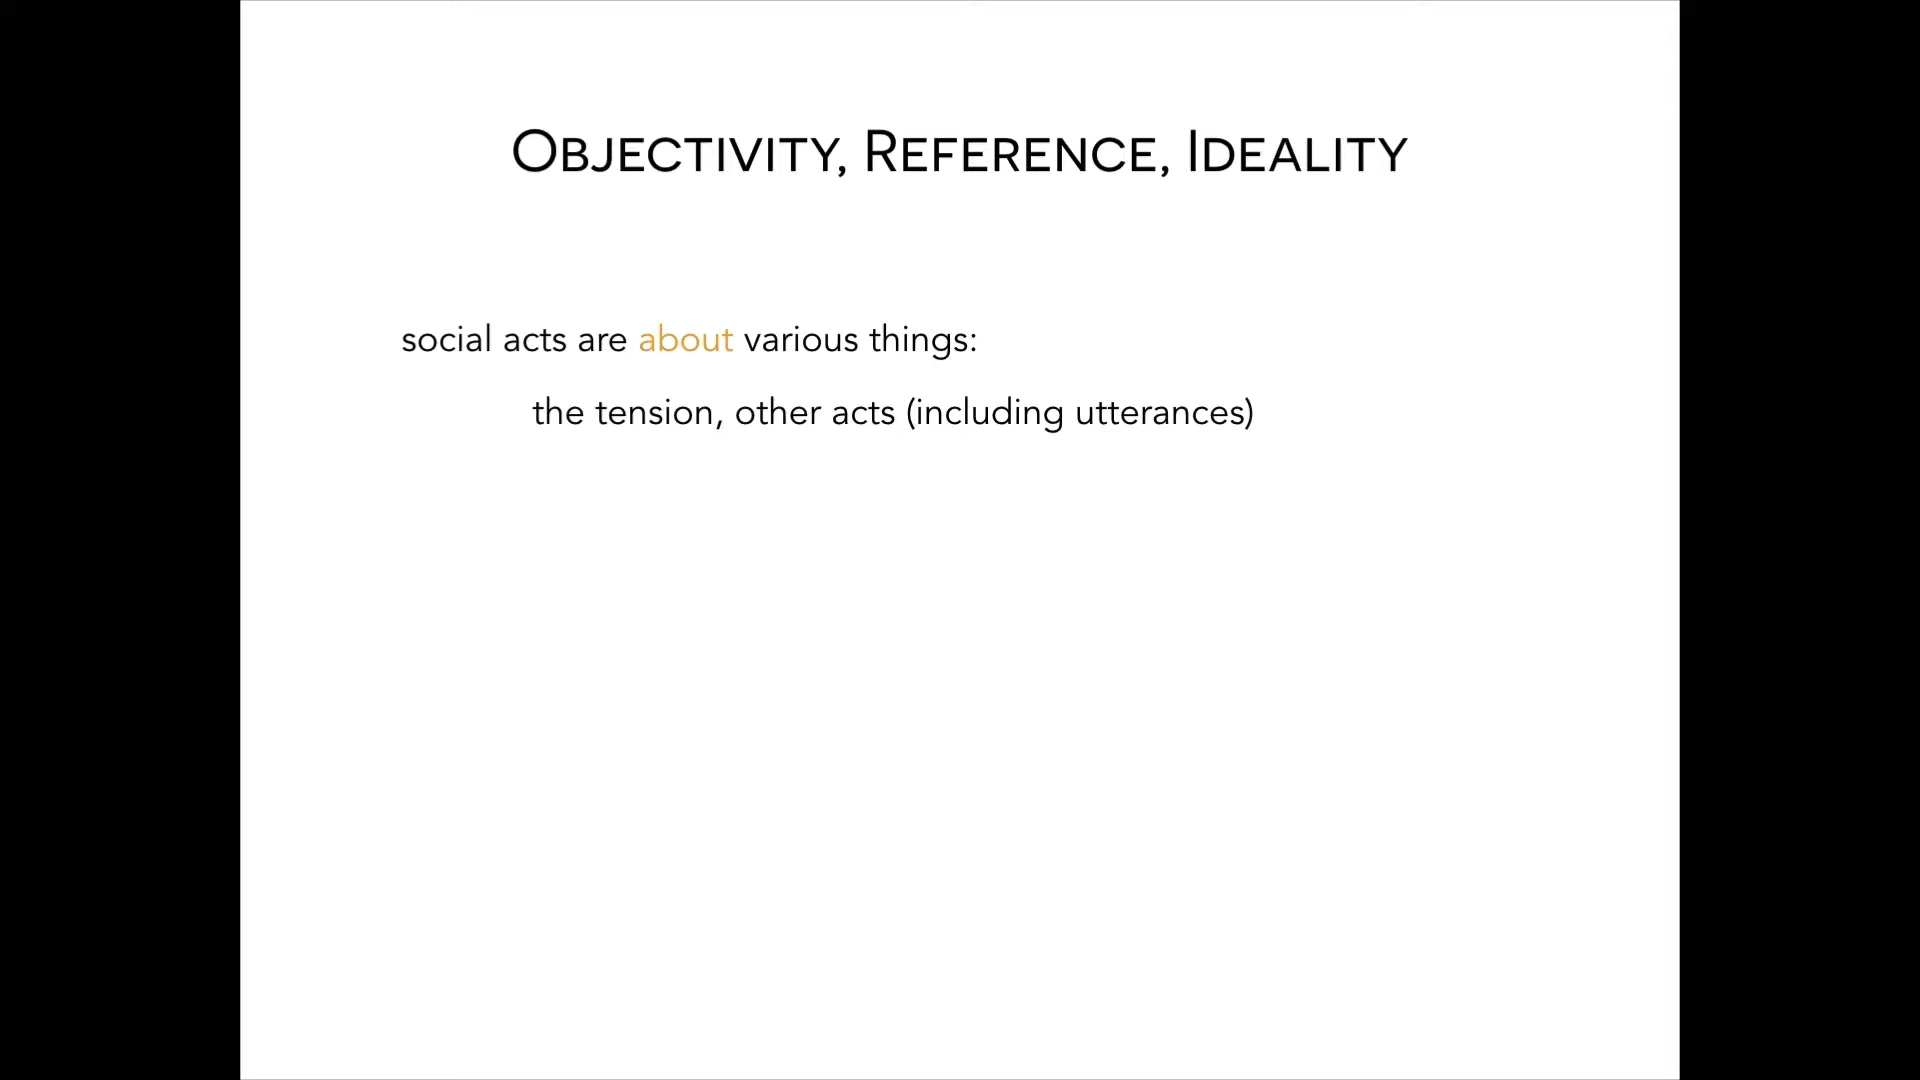 Objectivity, Reference, Ideality
social acts are about various things:
the tension, other acts (including utterances)